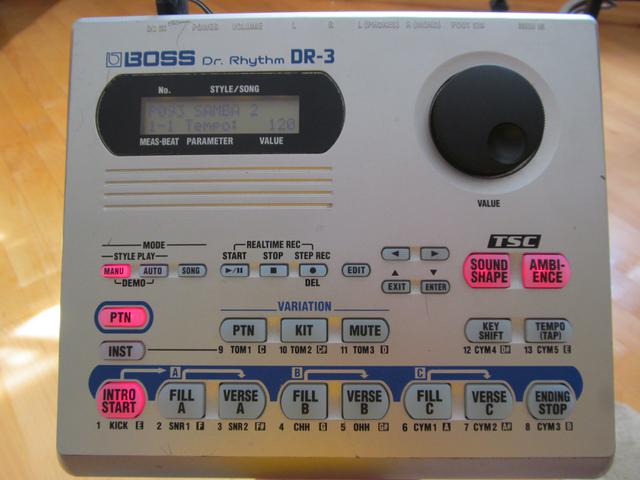 POWER VOLUME L R L (PHONES) R (MONO) FOOT SW
BOSS Dr. Rhythm DR-3
No. STYLE/SONG
P093 SAMBA 2
1-1 Tempo: 120
MEAS-BEAT PARAMETER VALUE
VALUE
MODE
STYLE PLAY
MANU AUTO SONG
DEMO
REALTIME REC
START STOP STEP REC
DEL
EDIT
EXIT ENTER
TSC
SOUND SHAPE
AMBI-ENCE
PTN
INST
VARIATION
PTN KIT MUTE
9 TOM1 C 10 TOM2 C# 11 TOM3 D
KEY SHIFT
TEMPO (TAP)
12 CYM4 D# 13 CYM5 E
A B C
INTRO START
FILL A
VERSE A
FILL B
VERSE B
FILL C
VERSE C
ENDING STOP
1 KICK E 2 SNR1 F 3 SNR2 F# 4 CHH G 5 OHH G# 6 CYM1 A 7 CYM2 A# 8 CYM3 B